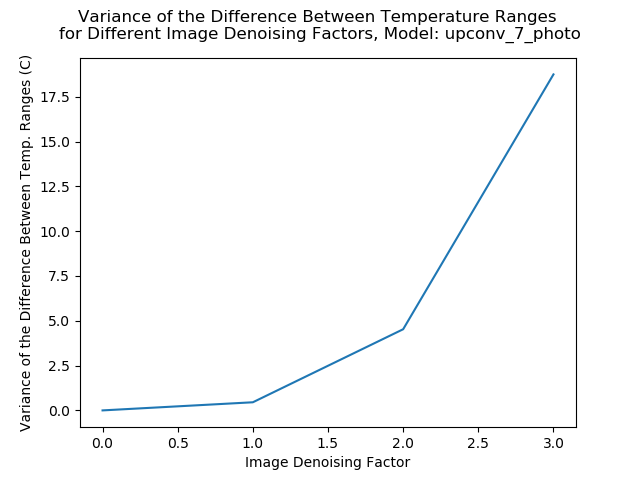 Variance of the Difference Between Temperature Ranges
for Different Image Denoising Factors, Model: upconv_7_photo
Variance of the Difference Between Temp. Ranges (C)
17.5
15.0
12.5
10.0
7.5
5.0
2.5
0.0
0.0 0.5 1.0 1.5 2.0 2.5 3.0
Image Denoising Factor